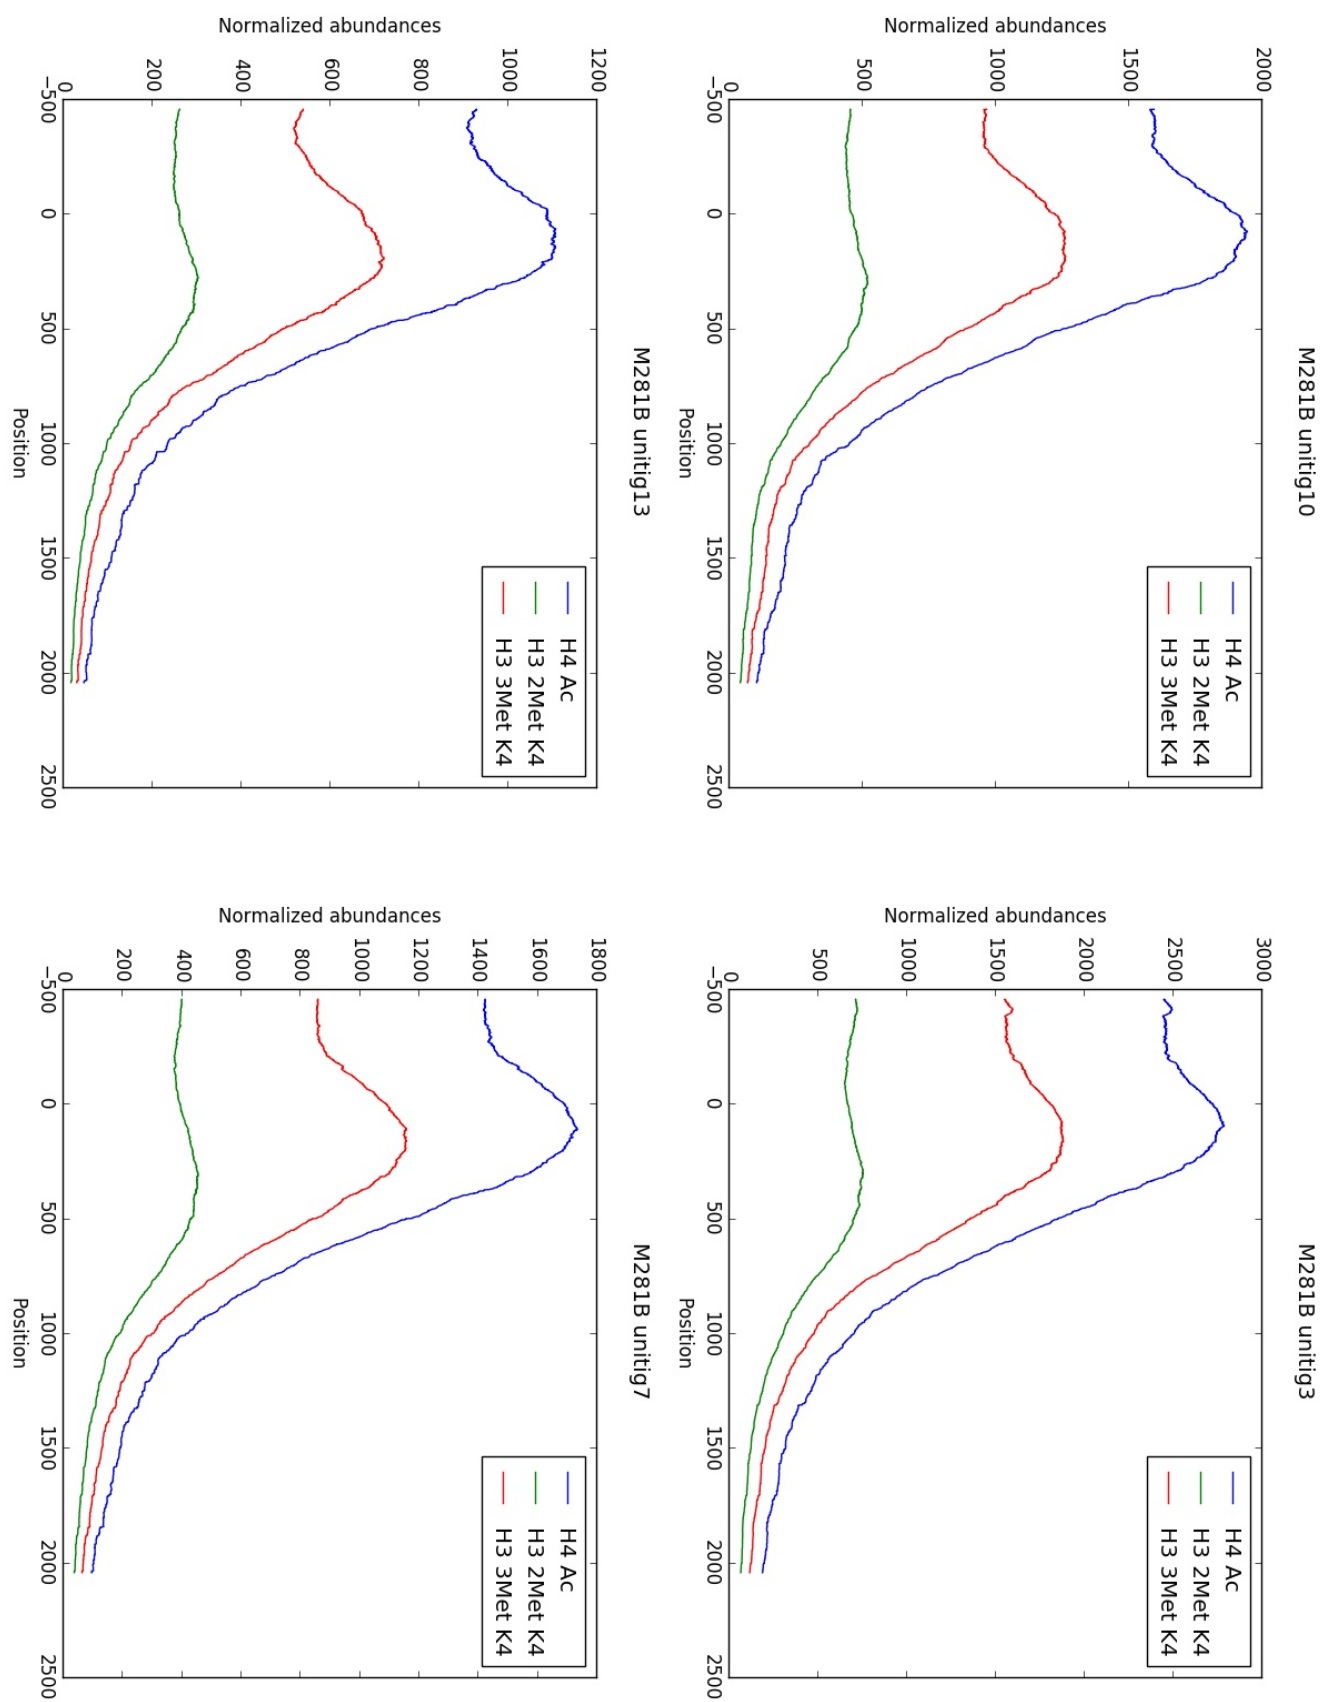 M281B unitig10
2000
1500
1000
500
0
Normalized abundances
−500
0
500
1000
1500
2000
2500
Position
H4 Ac
H3 2Met K4
H3 3Met K4
M281B unitig3
3000
2500
2000
1500
1000
500
0
Normalized abundances
−500
0
500
1000
1500
2000
2500
Position
H4 Ac
H3 2Met K4
H3 3Met K4
M281B unitig13
1200
1000
800
600
400
200
0
Normalized abundances
−500
0
500
1000
1500
2000
2500
Position
H4 Ac
H3 2Met K4
H3 3Met K4
M281B unitig7
1800
1600
1400
1200
1000
800
600
400
200
0
Normalized abundances
−500
0
500
1000
1500
2000
2500
Position
H4 Ac
H3 2Met K4
H3 3Met K4